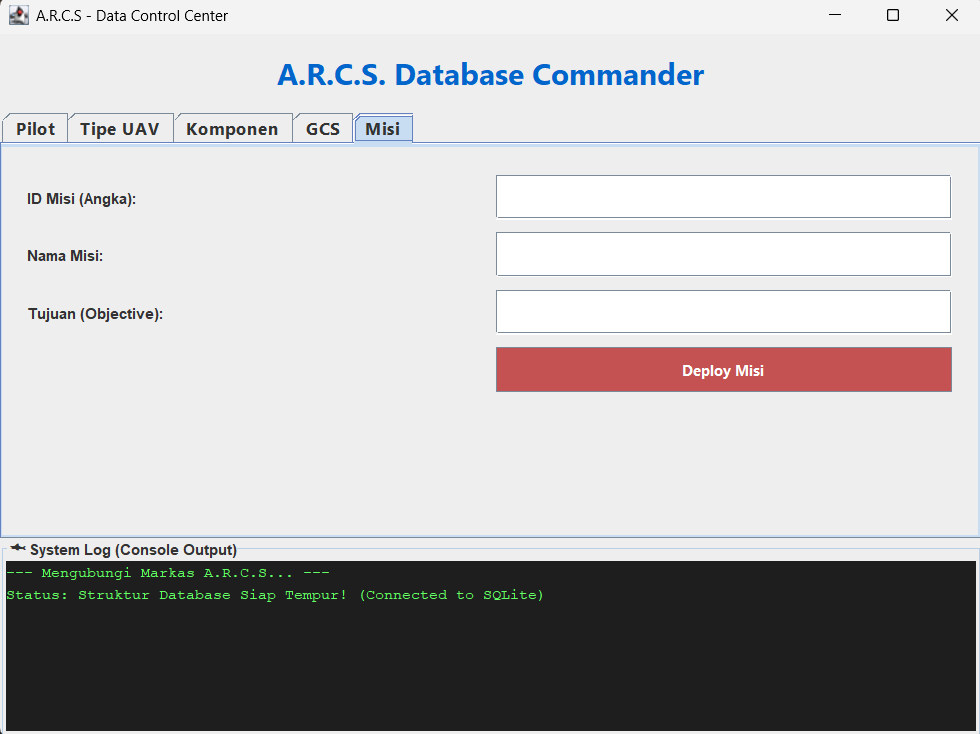 A.R.C.S - Data Control Center
A.R.C.S. Database Commander
Pilot Tipe UAV Komponen GCS Misi
ID Misi (Angka):
Nama Misi:
Tujuan (Objective):
Deploy Misi
System Log (Console Output)
--- Mengubungi Markas A.R.C.S... ---
Status: Struktur Database Siap Tempur! (Connected to SQLite)